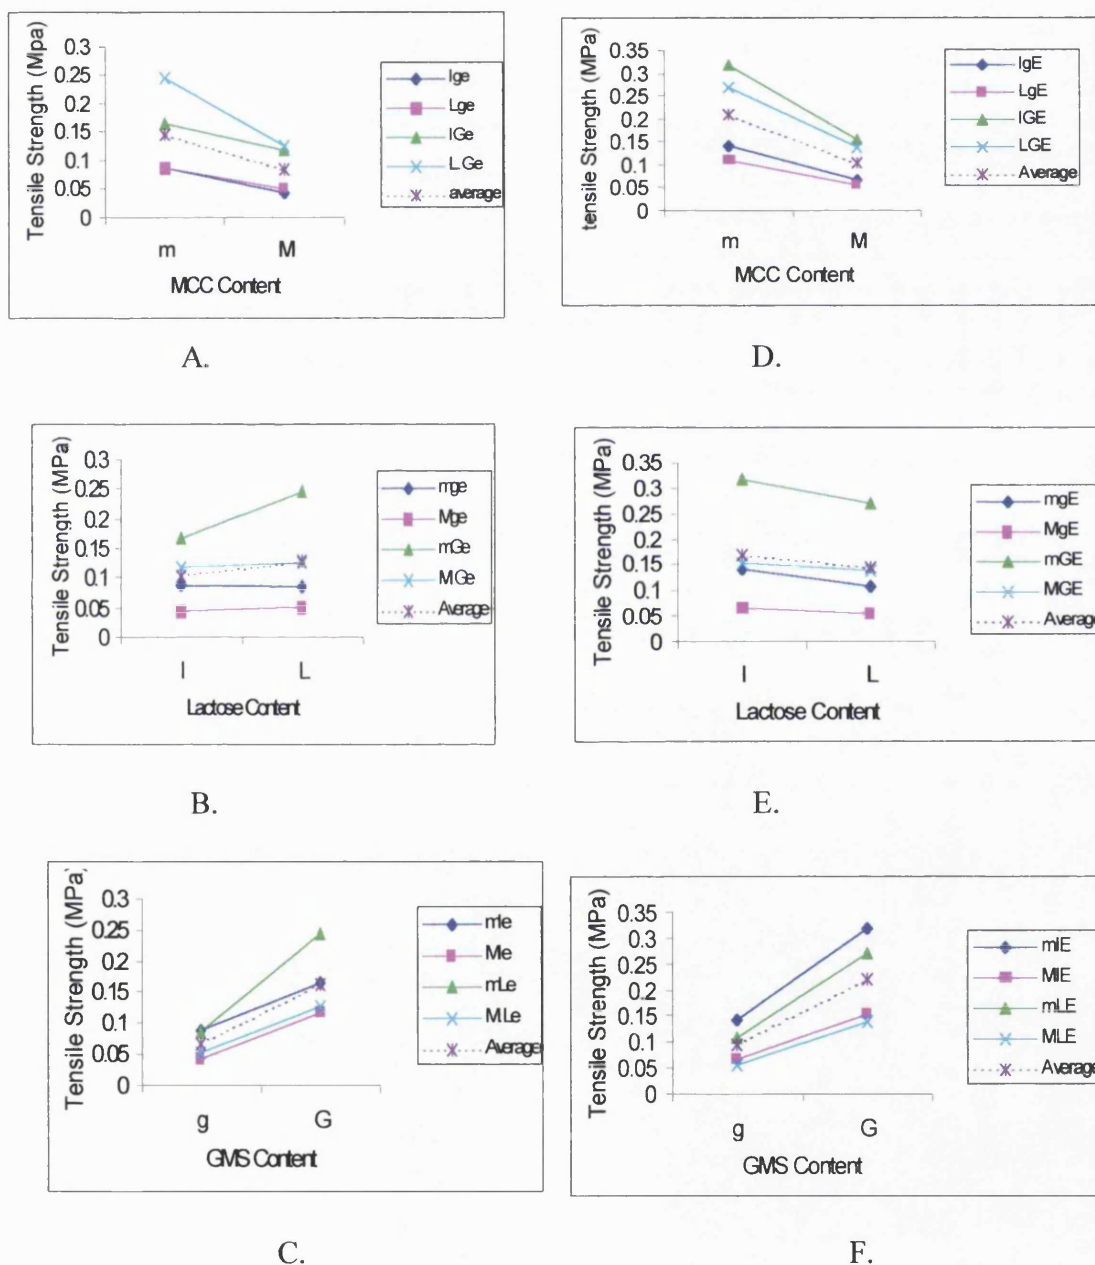 Tensile Strength (Mpa)
0.3
0.25
0.2
0.15
0.1
0.05
0
m M
MCC Content
lge
Lge
lGe
LGe
average
A.
tensile Strength (MPa)
0.35
0.3
0.25
0.2
0.15
0.1
0.05
0
m M
MCC Content
lgE
LgE
lGE
LGE
Average
D.
Tensile Strength (MPa)
0.3
0.25
0.2
0.15
0.1
0.05
0
l L
Lactose Content
mge
Mge
mGe
MGe
Average
B.
Tensile Strength (MPa)
0.35
0.3
0.25
0.2
0.15
0.1
0.05
0
l L
Lactose Content
mgE
MgE
mGE
MGE
Average
E.
Tensile Strength (MPa)
0.3
0.25
0.2
0.15
0.1
0.05
0
g G
GMS Content
mle
Mle
mLe
MLe
Average
C.
Tensile Strength (MPa)
0.35
0.3
0.25
0.2
0.15
0.1
0.05
0
g G
GMS Content
mlE
MlE
mLE
MLE
Average
F.